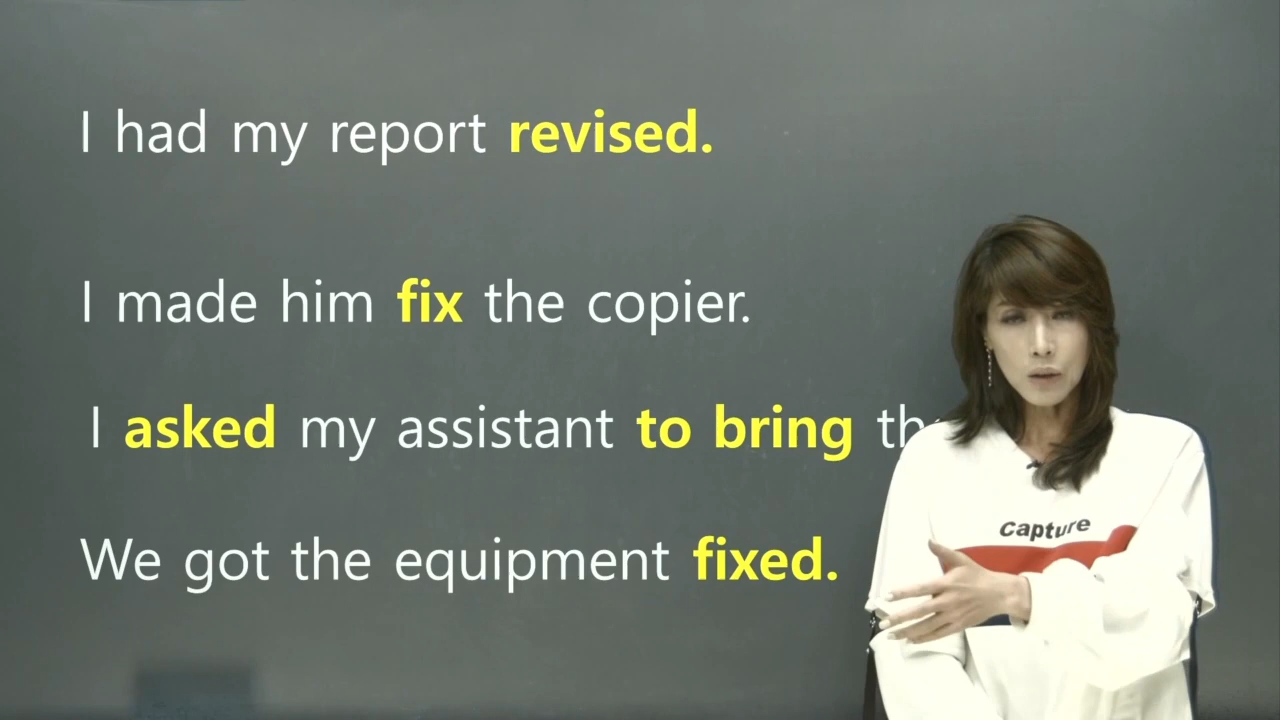 I had my report revised.
I made him fix the copier.
I asked my assistant to bring
We got the equipment fixed.
Capture